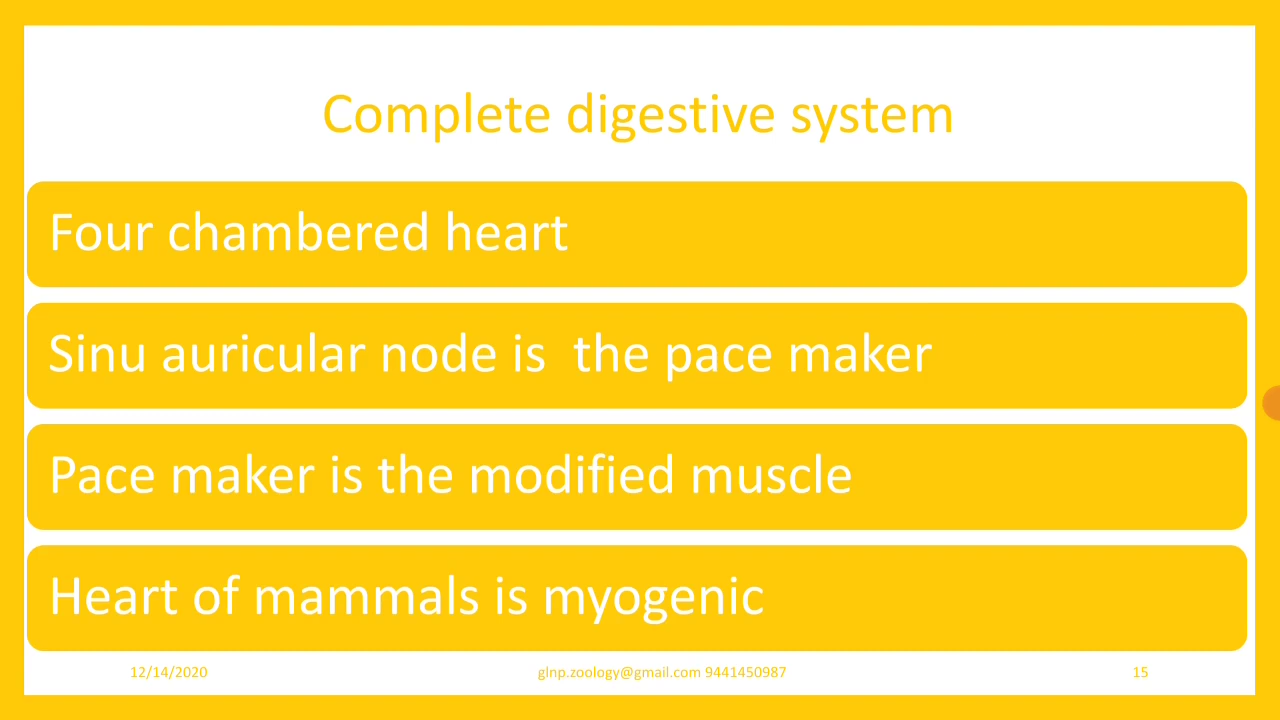 Complete digestive system
Four chambered heart
Sinu auricular node is  the pace maker
Pace maker is the modified muscle
Heart of mammals is myogenic
12/14/2020
glnp.zoology@gmail.com 9441450987
15